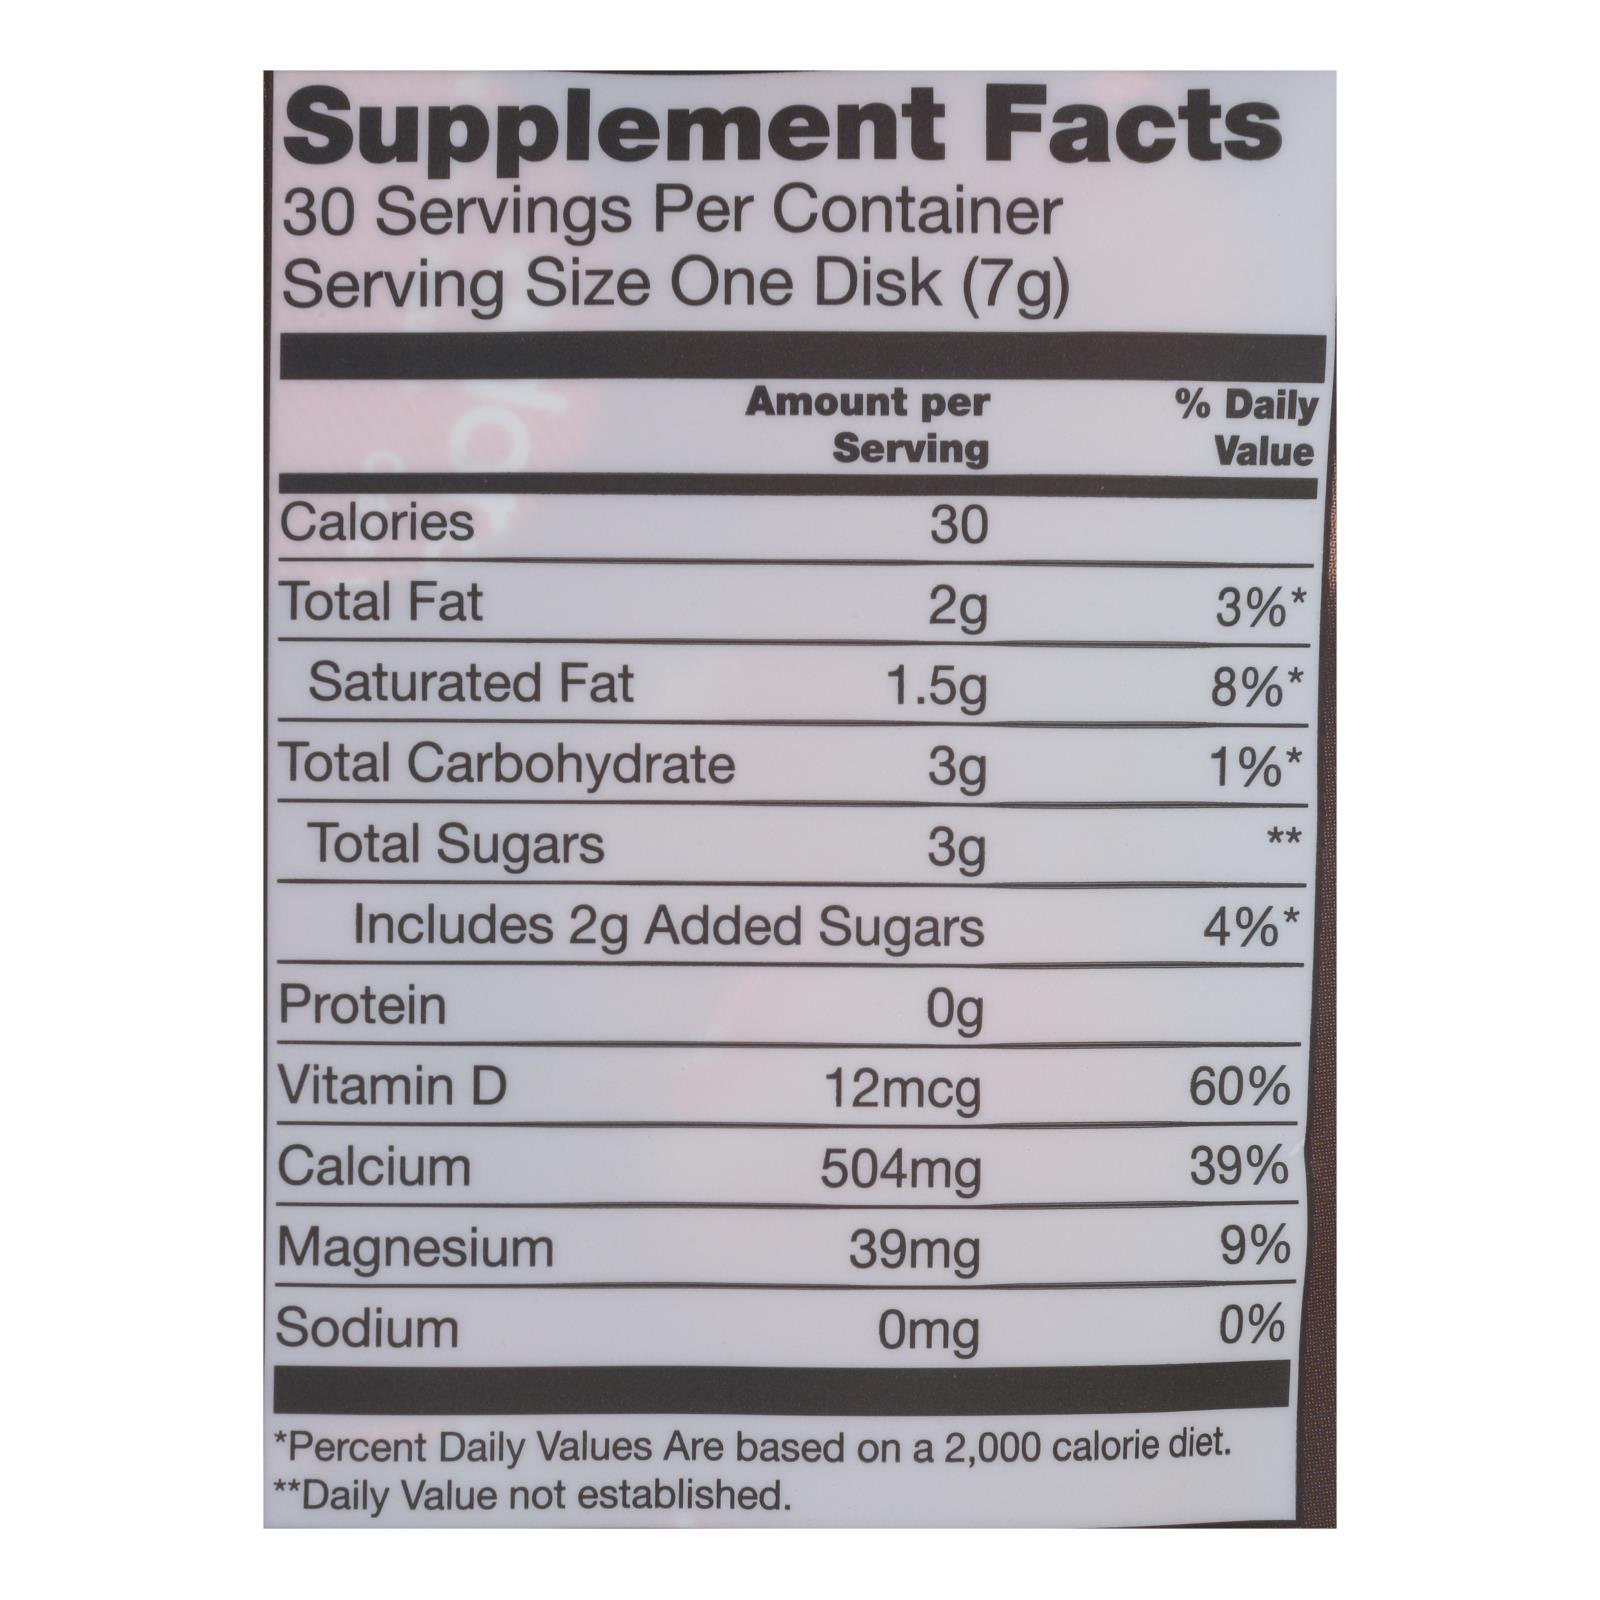 Supplement Facts
30 Servings Per Container
Serving Size One Disk (7g)
Amount per Serving % Daily Value
Calories 30
Total Fat 2g 3%*
Saturated Fat 1.5g 8%*
Total Carbohydrate 3g 1%*
Total Sugars 3g **
Includes 2g Added Sugars 4%*
Protein 0g
Vitamin D 12mcg 60%
Calcium 504mg 39%
Magnesium 39mg 9%
Sodium 0mg 0%
*Percent Daily Values Are based on a 2,000 calorie diet.
**Daily Value not established.